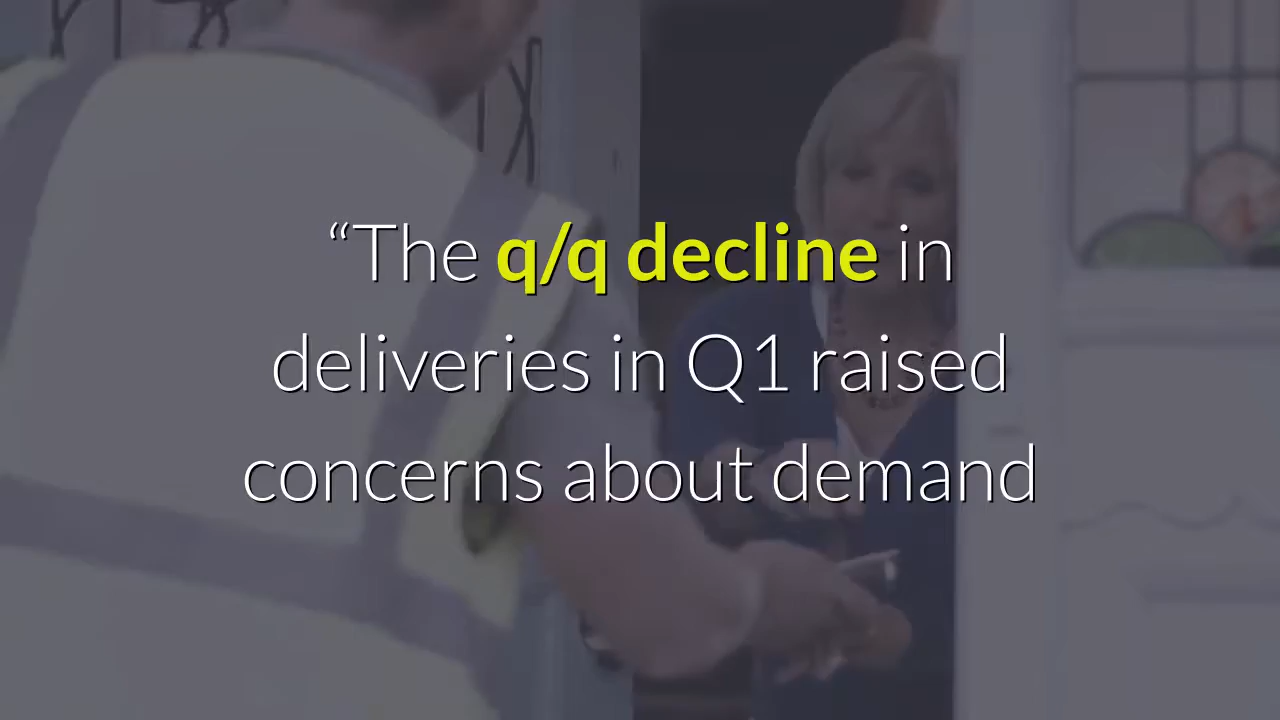 “The q/q decline in
deliveries in Q1 raised
concerns about demand